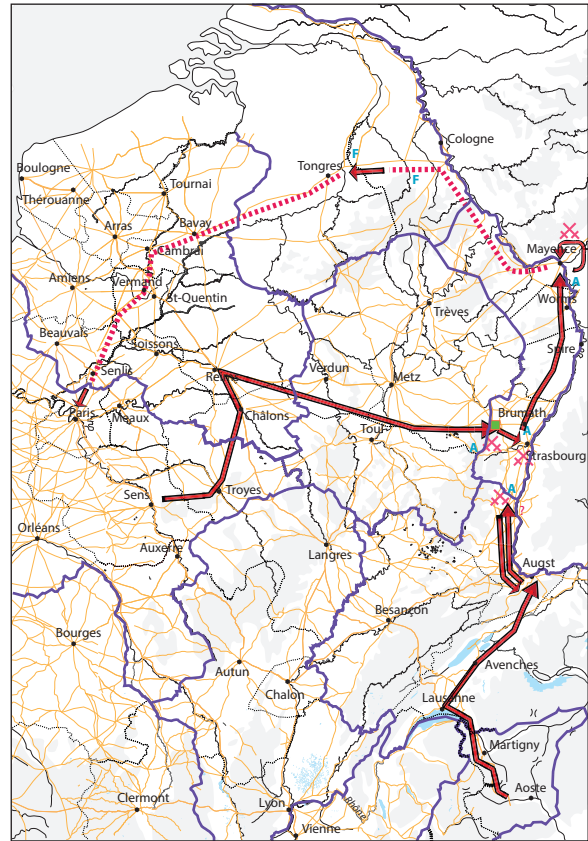 Cologne
F
Tongres
F
Boulogne
Tournai
Thérouanne
Arras
Bavay
Mayence
Cambrai
A
Amiens
Vermand
St-Quentin
Worms
Trèves
Beauvais
Soissons
Spire
Senlis
Reims
Verdun
Metz
Paris
Meaux
Châlons
Brumath
A
Toul
A
Strasbourg
Sens
Troyes
A
?
Orléans
Auxerre
Langres
Augst
Besançon
Bourges
Autun
Avenches
Chalon
Lausanne
Martigny
Aoste
Clermont
Lyon
Rhône
Vienne